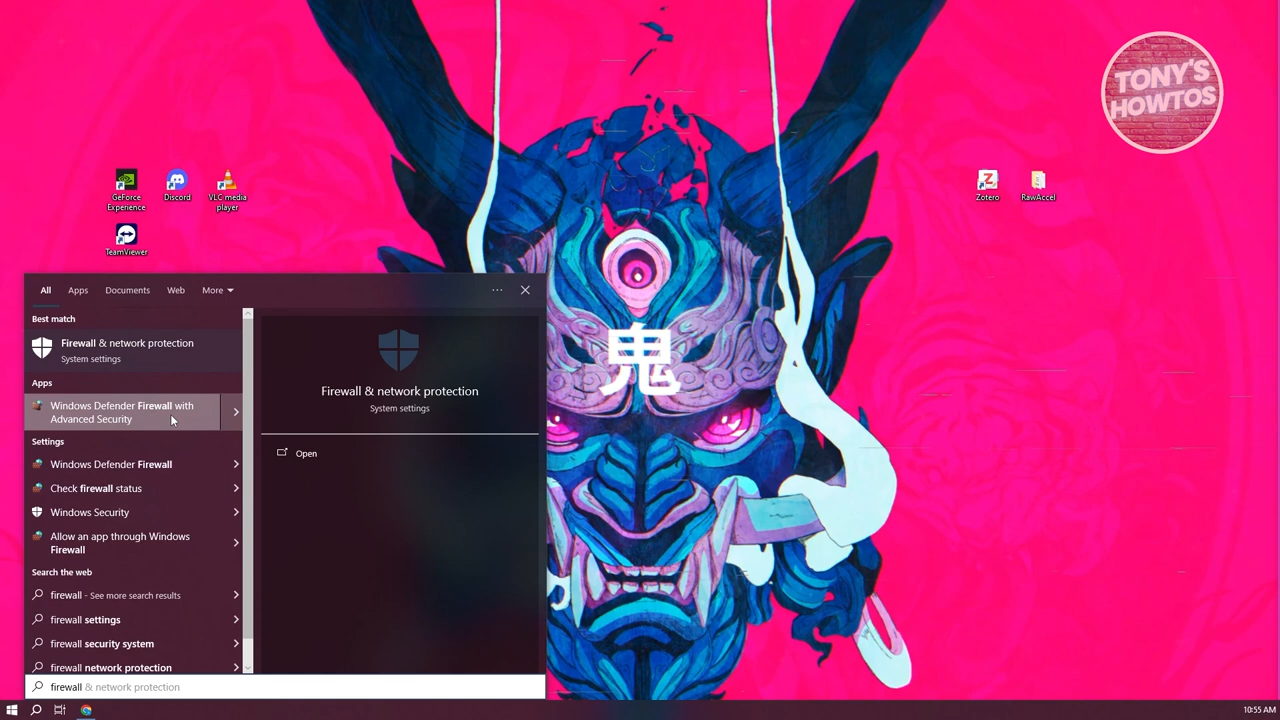 TONY'S
HOWTOS
GeForce
Experience
Discord
VLC media
player
Zotero
RawAccel
TeamViewer
鬼
All
Apps
Documents
Web
More
Best match
Firewall & network protection
System settings
Apps
Windows Defender Firewall with
Advanced Security
Settings
Windows Defender Firewall
Check firewall status
Windows Security
Allow an app through Windows
Firewall
Search the web
firewall - See more search results
firewall settings
firewall security system
firewall network protection
Firewall & network protection
System settings
Open
firewall & network protection
10:55 AM